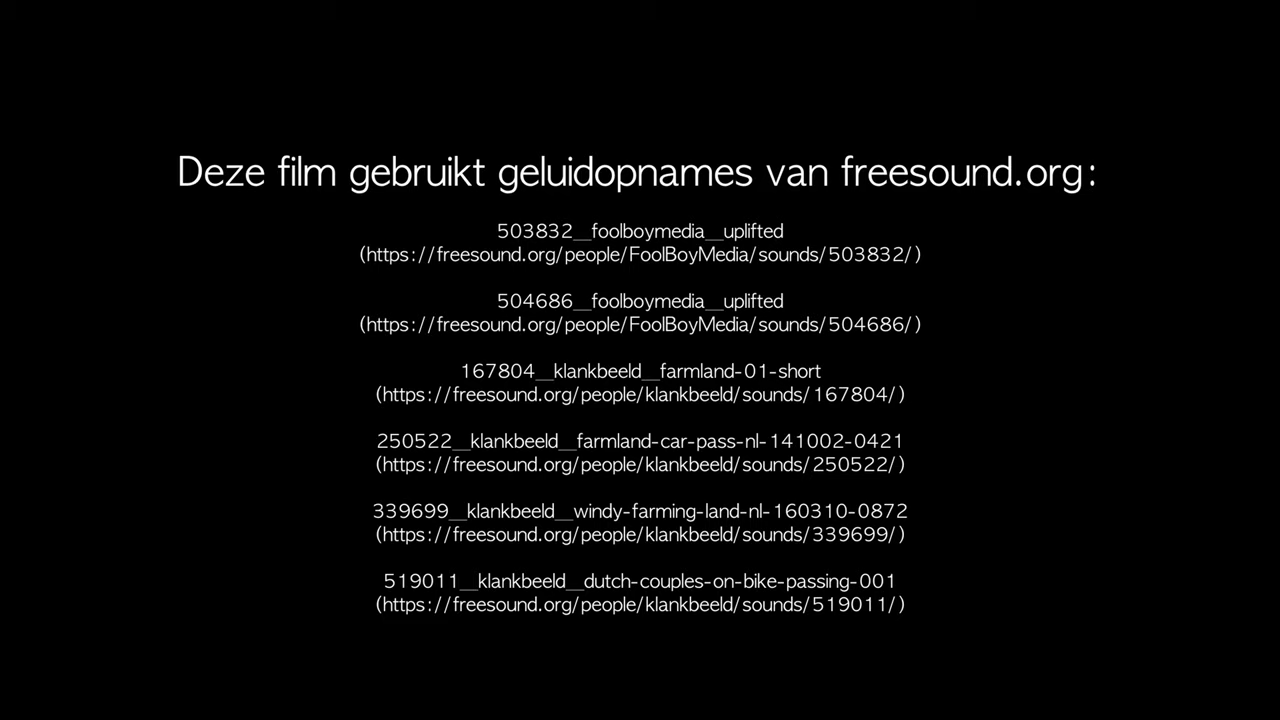 Deze film gebruikt geluidopnames van freesound.org:
503832__foolboymedia__uplifted
(https://freesound.org/people/FoolBoyMedia/sounds/503832/)
504686__foolboymedia__uplifted
(https://freesound.org/people/FoolBoyMedia/sounds/504686/)
167804__klankbeeld__farmland-01-short
(https://freesound.org/people/klankbeeld/sounds/167804/)
250522__klankbeeld__farmland-car-pass-nl-141002-0421
(https://freesound.org/people/klankbeeld/sounds/250522/)
339699__klankbeeld__windy-farming-land-nl-160310-0872
(https://freesound.org/people/klankbeeld/sounds/339699/)
519011__klankbeeld__dutch-couples-on-bike-passing-001
(https://freesound.org/people/klankbeeld/sounds/519011/)